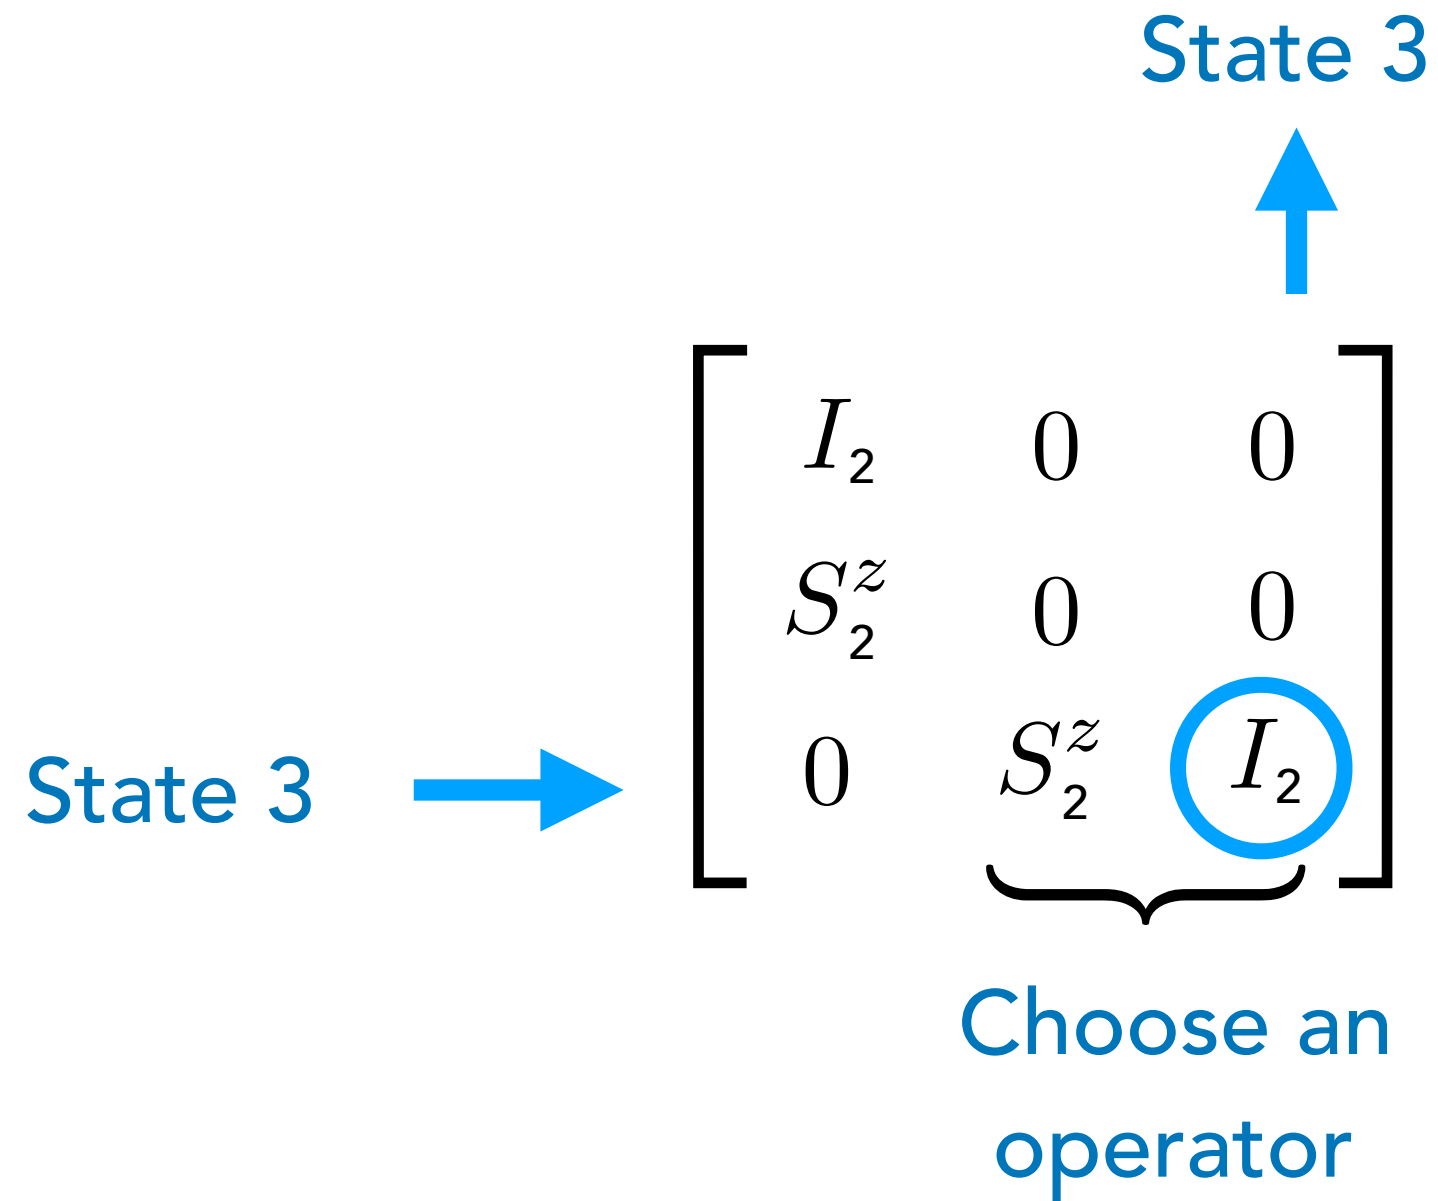 State 3
I₂ 0 0
S₂ᶻ 0 0
State 3 0 S₂ᶻ I₂
Choose an
operator